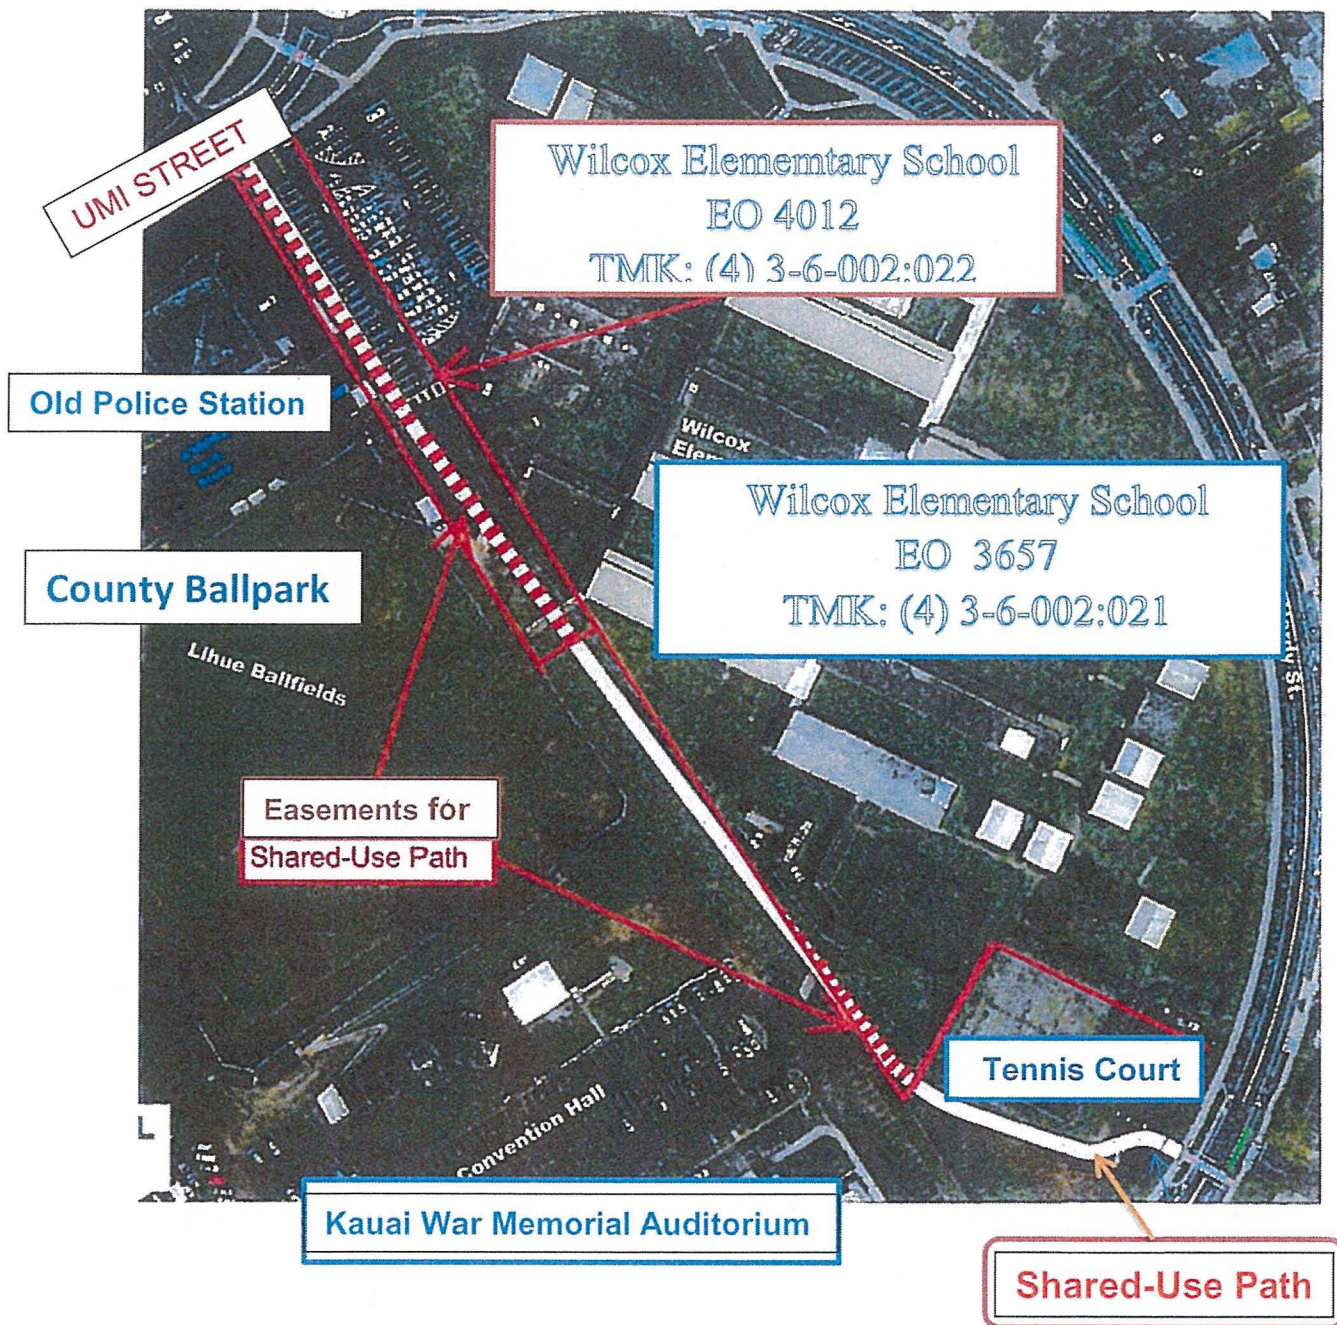 UMI STREET
Wilcox Elememtary School
EO 4012
TMK: (4) 3-6-002:022
Old Police Station
Wilcox
Wilcox Elementary School
EO 3657
TMK: (4) 3-6-002:021
County Ballpark
Lihue Ballfields
St.
Easements for
Shared-Use Path
Tennis Court
L
Convention Hall
Kauai War Memorial Auditorium
Shared-Use Path